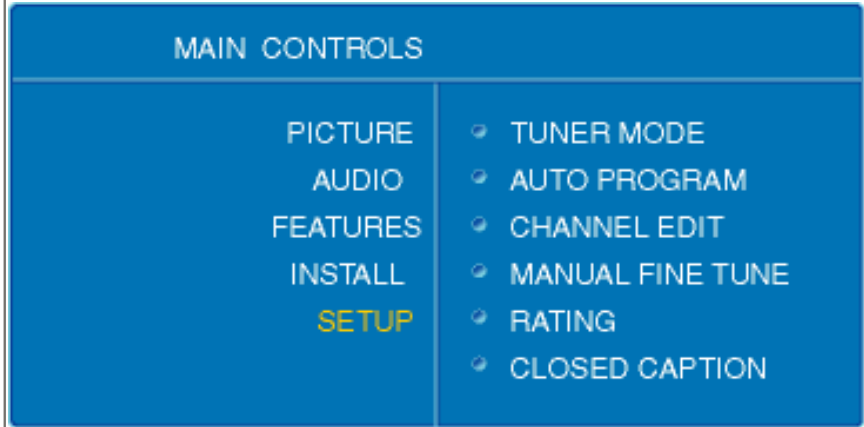 MAIN CONTROLS
PICTURE
AUDIO
FEATURES
INSTALL
SETUP
TUNER MODE
AUTO PROGRAM
CHANNEL EDIT
MANUAL FINE TUNE
RATING
CLOSED CAPTION